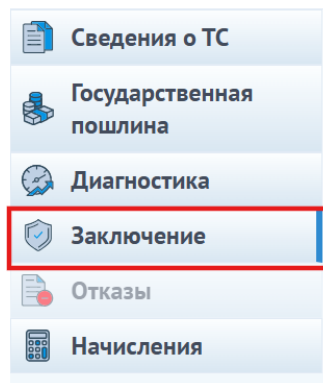 Сведения о ТС
Государственная
пошлина
Диагностика
Заключение
Отказы
Начисления